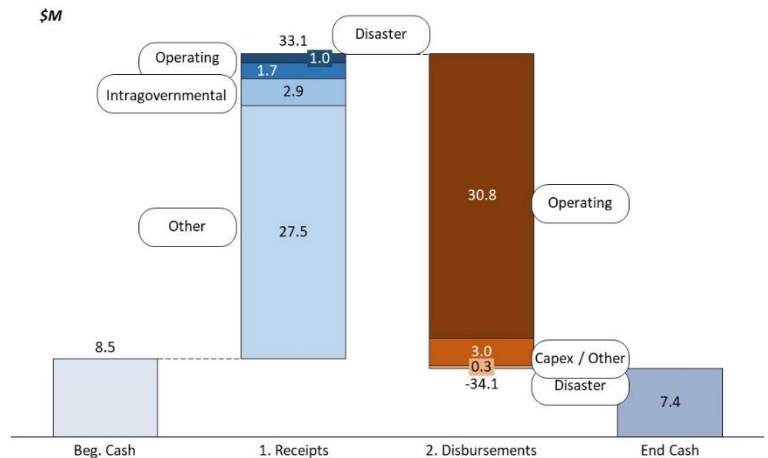 $M
33.1
Disaster
Operating
1.0
1.7
Intragovernmental
2.9
30.8
Operating
Other
27.5
8.5
3.0
Capex / Other
0.3
-34.1
Disaster
7.4
Beg. Cash
1. Receipts
2. Disbursements
End Cash